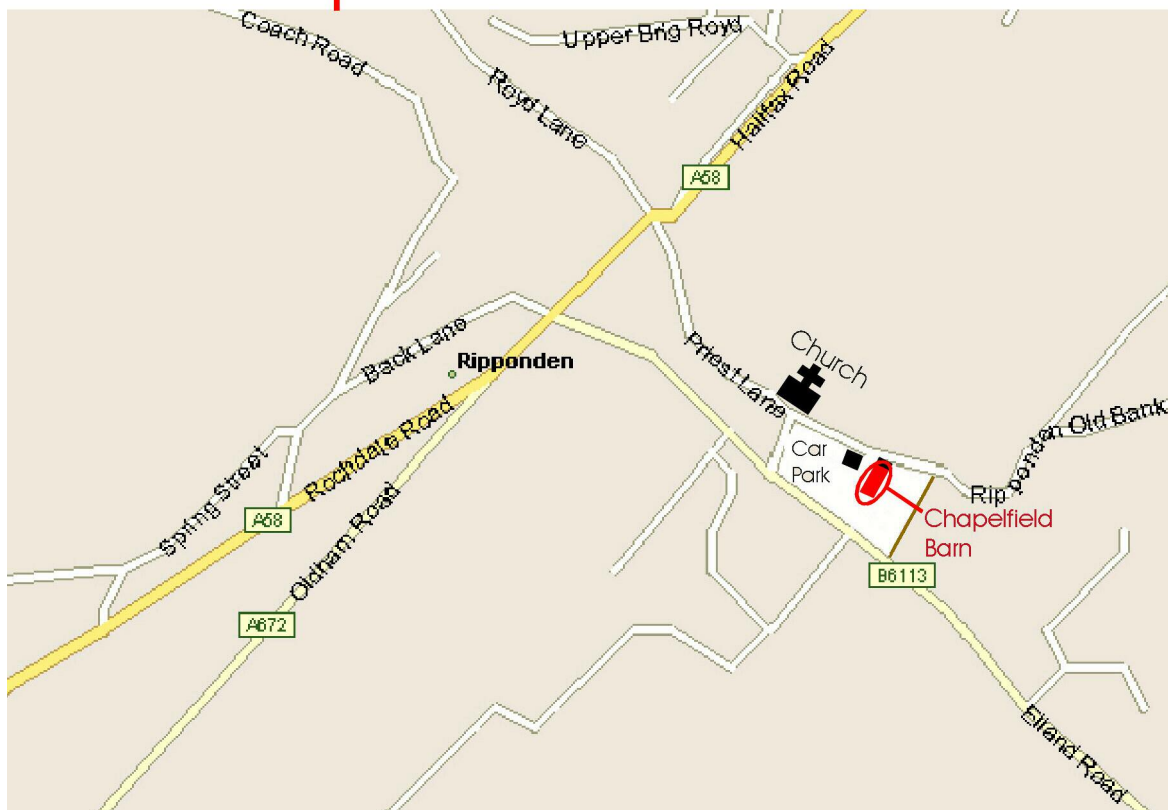 Coach Road
Upper Brig Royd
Royd Lane
Halifax Road
A58
Back Lane
Ripponden
Priest Lane
Church
Rochdale Road
Spring Street
A58
Oldham Road
A672
Car
Park
Ripponden Old Bank
Chapelfield
Barn
B6113
Elland Road